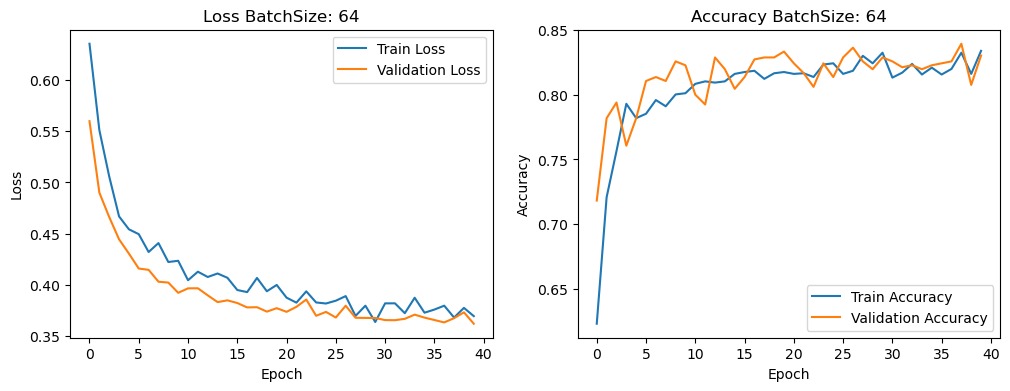 Loss BatchSize: 64
Train Loss
Validation Loss
0.60
0.55
0.50
0.45
0.40
0.35
Loss
0 5 10 15 20 25 30 35 40
Epoch
Accuracy BatchSize: 64
0.85
0.80
0.75
0.70
0.65
Accuracy
Train Accuracy
Validation Accuracy
0 5 10 15 20 25 30 35 40
Epoch